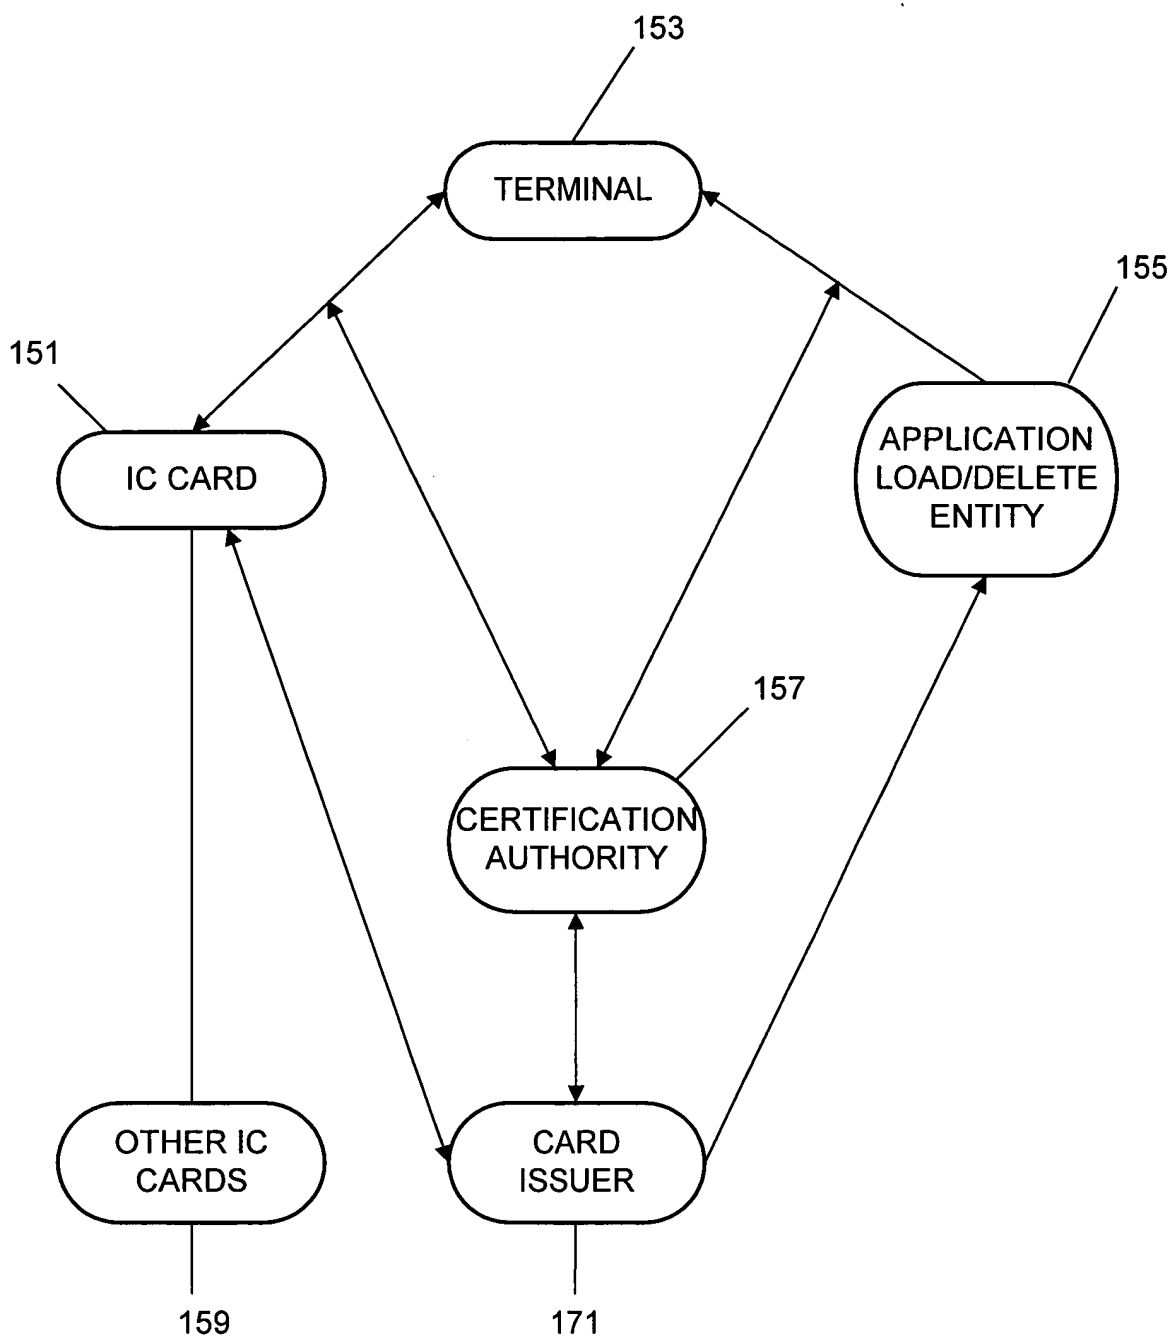 153
TERMINAL
155
151
APPLICATION
LOAD/DELETE
ENTITY
IC CARD
157
CERTIFICATION
AUTHORITY
OTHER IC
CARDS
CARD
ISSUER
159
171